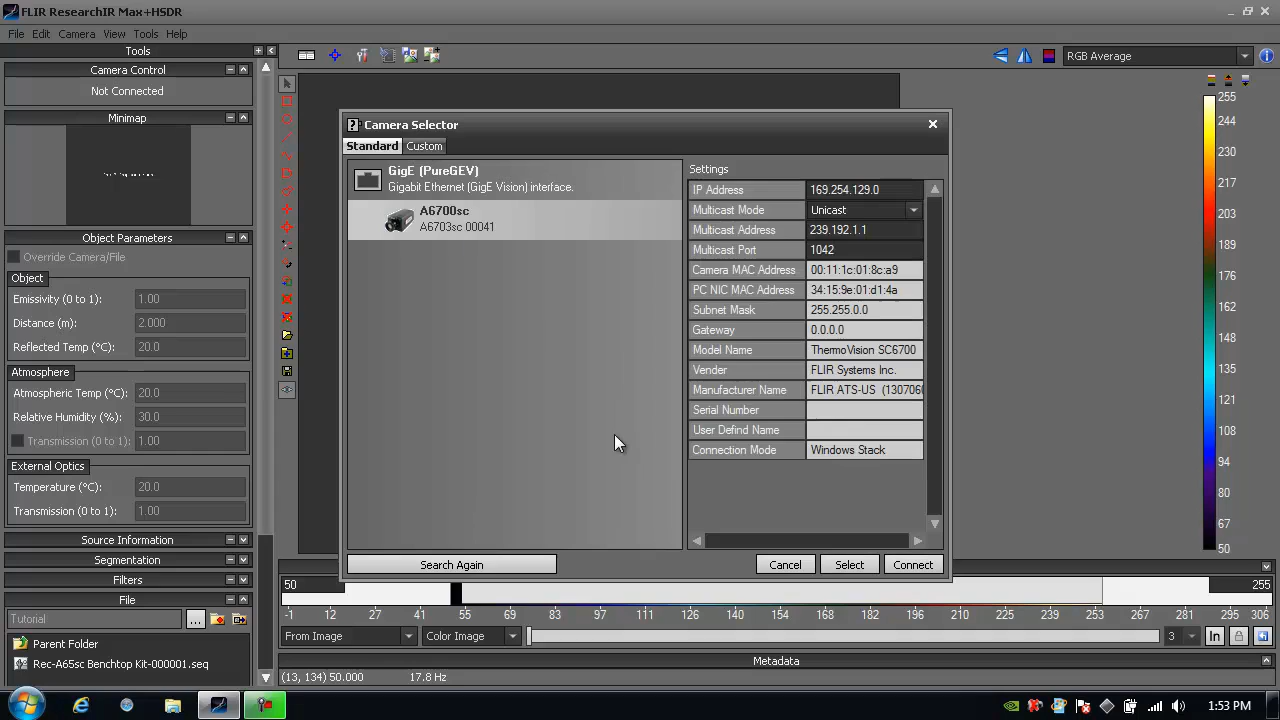 FLIR ResearchIR Max+HSDR
File Edit Camera View Tools Help
Tools
RGB Average
Camera Control
Not Connected
Minimap
Object Parameters
Override Camera/File
Object
Emissivity (0 to 1): 1.00
Distance (m): 2.000
Reflected Temp (°C): 20.0
Atmosphere
Atmospheric Temp (°C): 20.0
Relative Humidity (%): 30.0
Transmission (0 to 1): 1.00
External Optics
Temperature (°C): 20.0
Transmission (0 to 1): 1.00
Source Information
Segmentation
Filters
File
Tutorial
...
Parent Folder
Rec-A65sc Benchtop Kit-000001.seq
Camera Selector
Standard Custom
GigE (PureGEV)
Gigabit Ethernet (GigE Vision) interface.
A6700sc
A6703sc 00041
Settings
IP Address 169.254.129.0
Multicast Mode Unicast
Multicast Address 239.192.1.1
Multicast Port 1042
Camera MAC Address 00:11:1c:01:8c:a9
PC NIC MAC Address 34:15:9e:01:d1:4a
Subnet Mask 255.255.0.0
Gateway 0.0.0.0
Model Name ThermoVision SC6700
Vender FLIR Systems Inc.
Manufacturer Name FLIR ATS-US (1307060
Serial Number
User Defind Name
Connection Mode Windows Stack
Search Again Cancel Select Connect
255
244
230
217
203
189
176
162
149
135
121
108
94
80
67
50
50 255
-1 12 27 41 55 69 83 97 111 126 141 154 168 182 196 210 225 240 253 267 281 295 306
From Image Color Image 3 In
Metadata
(13, 134) 50.000 17.8 Hz
1:53 PM